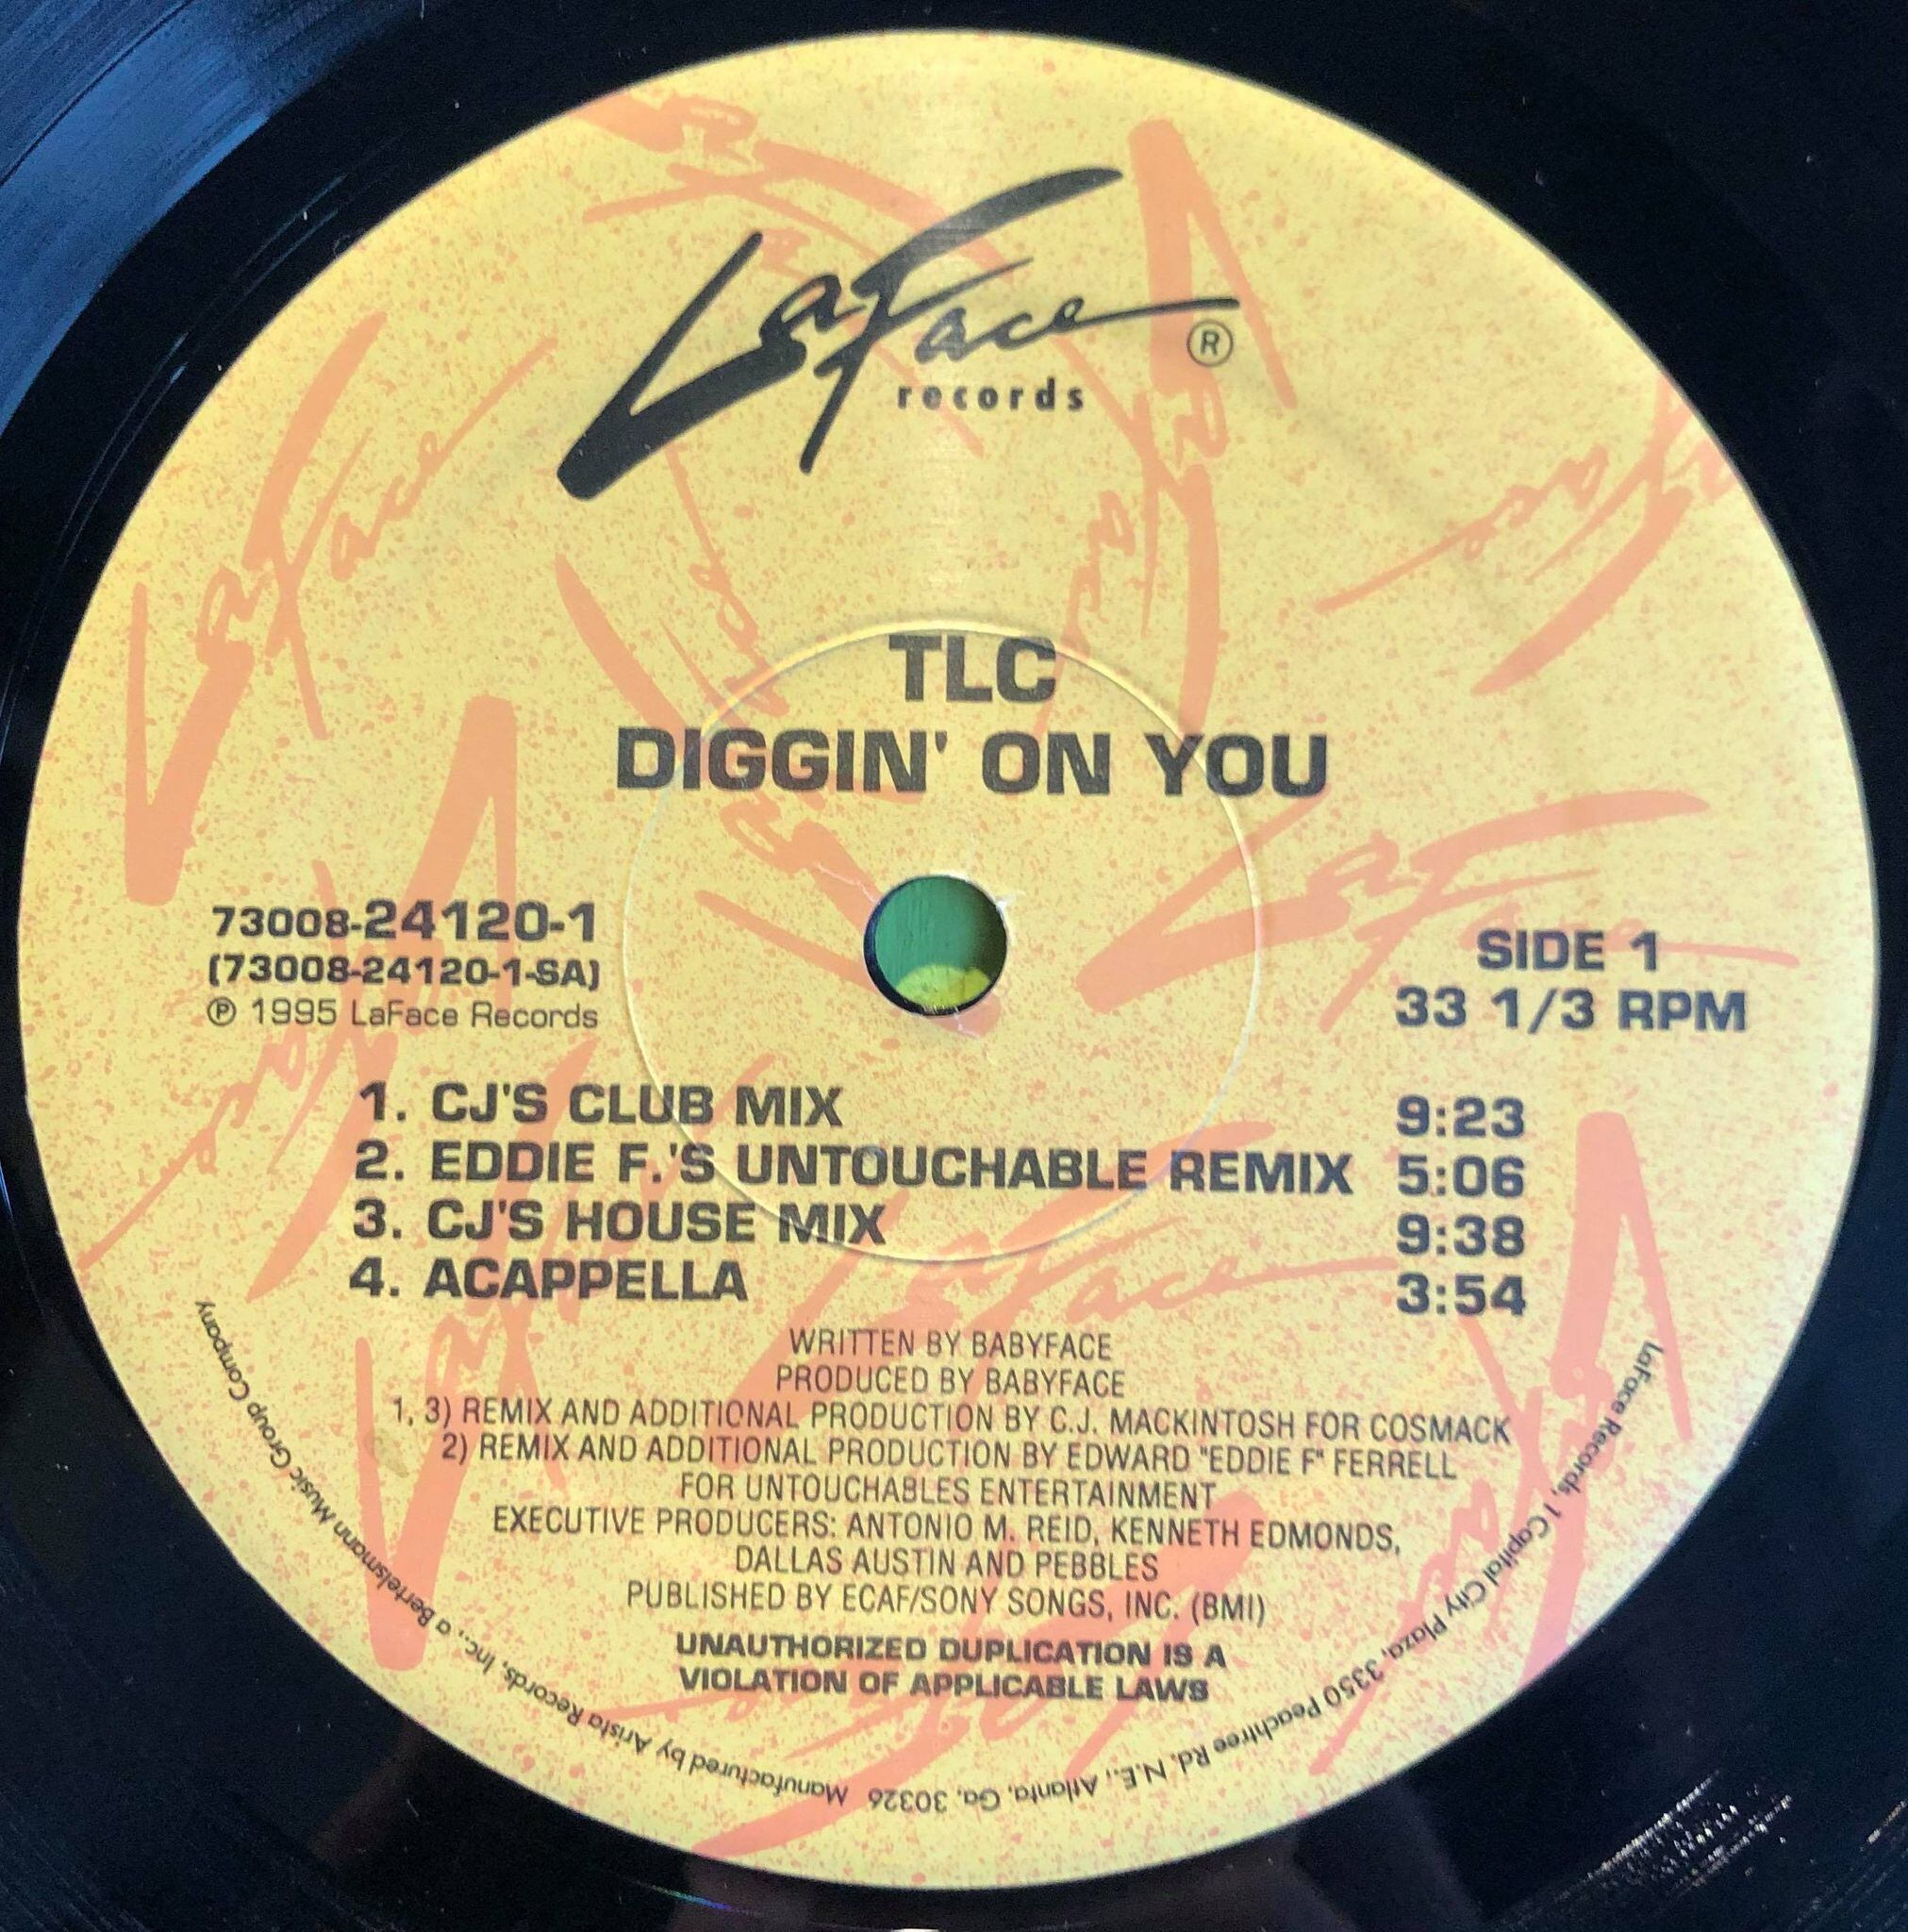 LaFace ®
records
TLC
DIGGIN' ON YOU
73008-24120-1
(73008-24120-1-SA)
℗ 1995 LaFace Records
SIDE 1
33 1/3 RPM
1. CJ'S CLUB MIX 9:23
2. EDDIE F.'S UNTOUCHABLE REMIX 5:06
3. CJ'S HOUSE MIX 9:38
4. ACAPPELLA 3:54
WRITTEN BY BABYFACE
PRODUCED BY BABYFACE
1, 3) REMIX AND ADDITIONAL PRODUCTION BY C.J. MACKINTOSH FOR COSMACK
2) REMIX AND ADDITIONAL PRODUCTION BY EDWARD "EDDIE F" FERRELL
FOR UNTOUCHABLES ENTERTAINMENT
EXECUTIVE PRODUCERS: ANTONIO M. REID, KENNETH EDMONDS,
DALLAS AUSTIN AND PEBBLES
PUBLISHED BY ECAF/SONY SONGS, INC. (BMI)
UNAUTHORIZED DUPLICATION IS A
VIOLATION OF APPLICABLE LAWS
LaFace Records, 1 Capital City Plaza, 3350 Peachtree Rd. N.E., Atlanta, Ga. 30326 Manufactured by Arista Records, Inc., a Bertelsmann Music Group Company